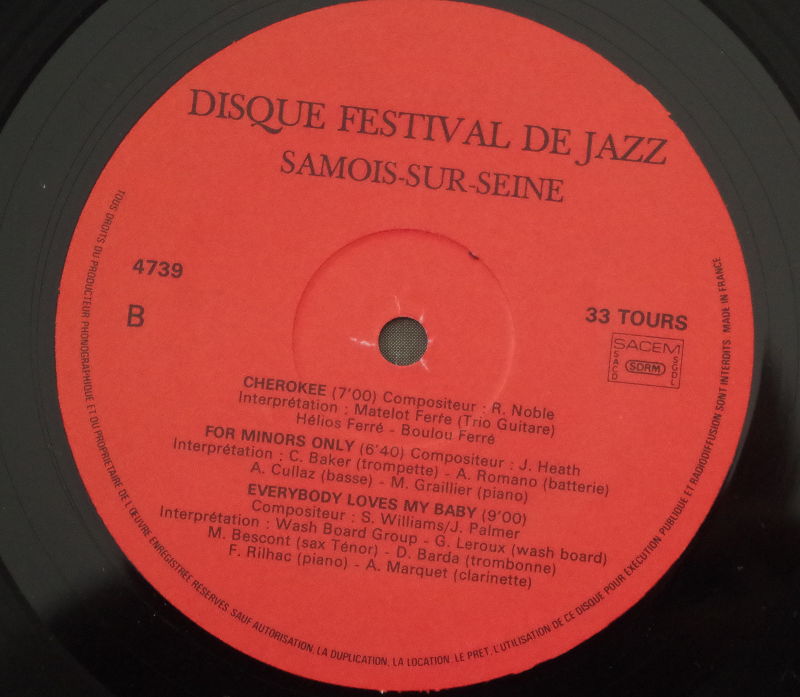 DISQUE FESTIVAL DE JAZZ
SAMOIS-SUR-SEINE
4739
B
33 TOURS
SACEM
SACD
SDRM
SGDL
CHEROKEE (7'00) Compositeur : R. Noble
Interprétation : Matelot Ferre (Trio Guitare)
Hélios Ferré - Boulou Ferré
FOR MINORS ONLY (6'40) Compositeur : J. Heath
Interprétation : C. Baker (trompette) - A. Romano (batterie)
A. Cullaz (basse) - M. Graillier (piano)
EVERYBODY LOVES MY BABY (9'00)
Compositeur : S. Williams/J. Palmer
Interprétation : Wash Board Group - G. Leroux (wash board)
M. Bescont (sax Ténor) - D. Barda (trombonne)
F. Rilhac (piano) - A. Marquet (clarinette)
TOUS DROITS DU PRODUCTEUR PHONOGRAPHIQUE ET DU PROPRIETAIRE DE L'ŒUVRE ENREGISTREE RESERVES SAUF AUTORISATION, LA DUPLICATION, LA LOCATION LE PRET, L'UTILISATION DE CE DISQUE POUR EXECUTION PUBLIQUE ET RADIODIFFUSION SONT INTERDITS MADE IN FRANCE